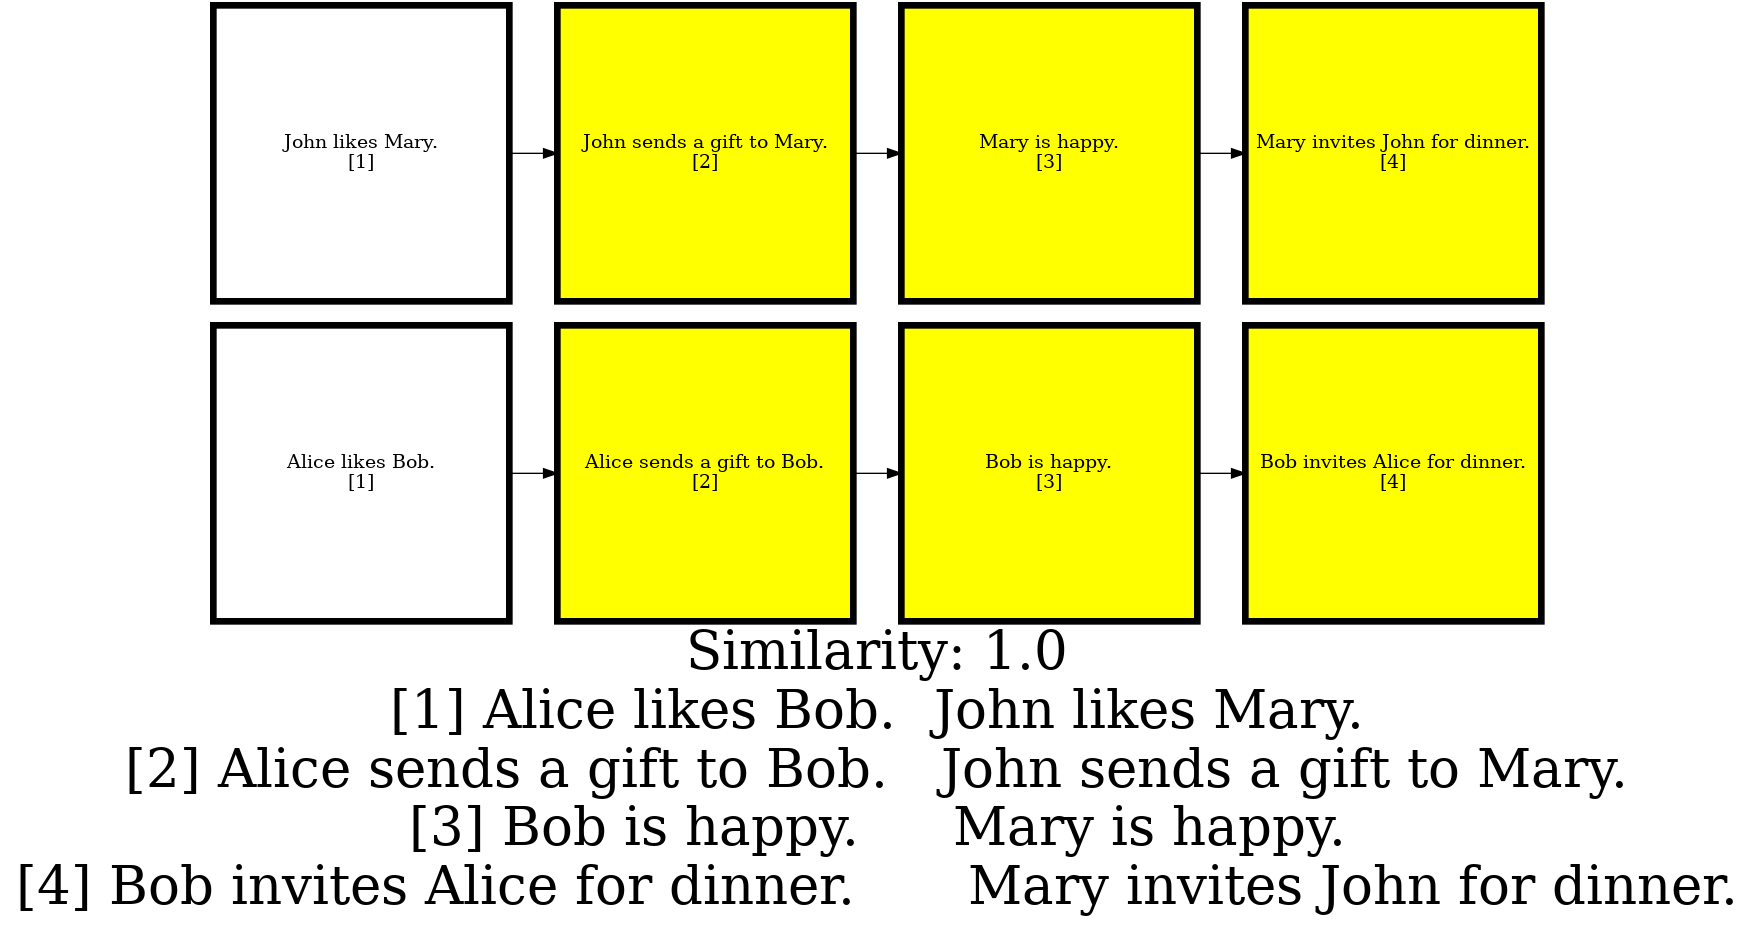 John likes Mary.
[1]
John sends a gift to Mary.
[2]
Mary is happy.
[3]
Mary invites John for dinner.
[4]
Alice likes Bob.
[1]
Alice sends a gift to Bob.
[2]
Bob is happy.
[3]
Bob invites Alice for dinner.
[4]
Similarity: 1.0
[1] Alice likes Bob. John likes Mary.
[2] Alice sends a gift to Bob. John sends a gift to Mary.
[3] Bob is happy. Mary is happy.
[4] Bob invites Alice for dinner. Mary invites John for dinner.